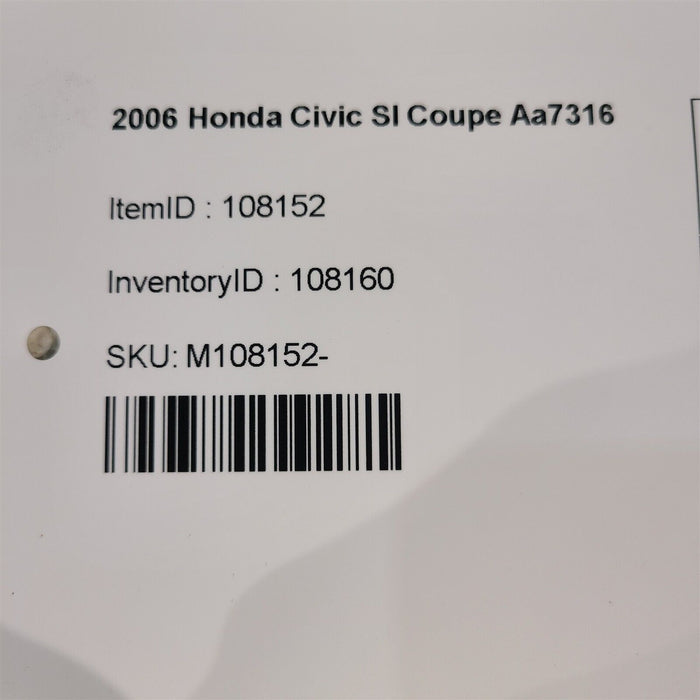 2006 Honda Civic SI Coupe Aa7316
ItemID : 108152
InventoryID : 108160
SKU: M108152-